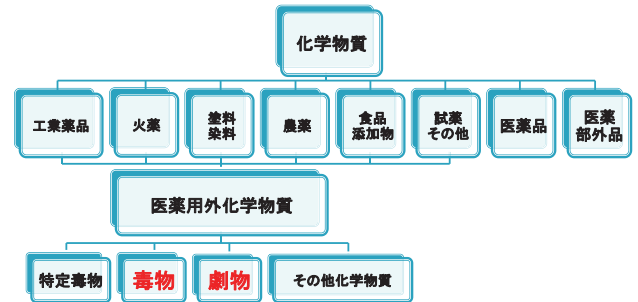 化学物質
工業薬品
火薬
塗料
染料
農薬
食品
添加物
試薬
その他
医薬品
医薬
部外品
医薬用外化学物質
特定毒物
毒物
劇物
その他化学物質